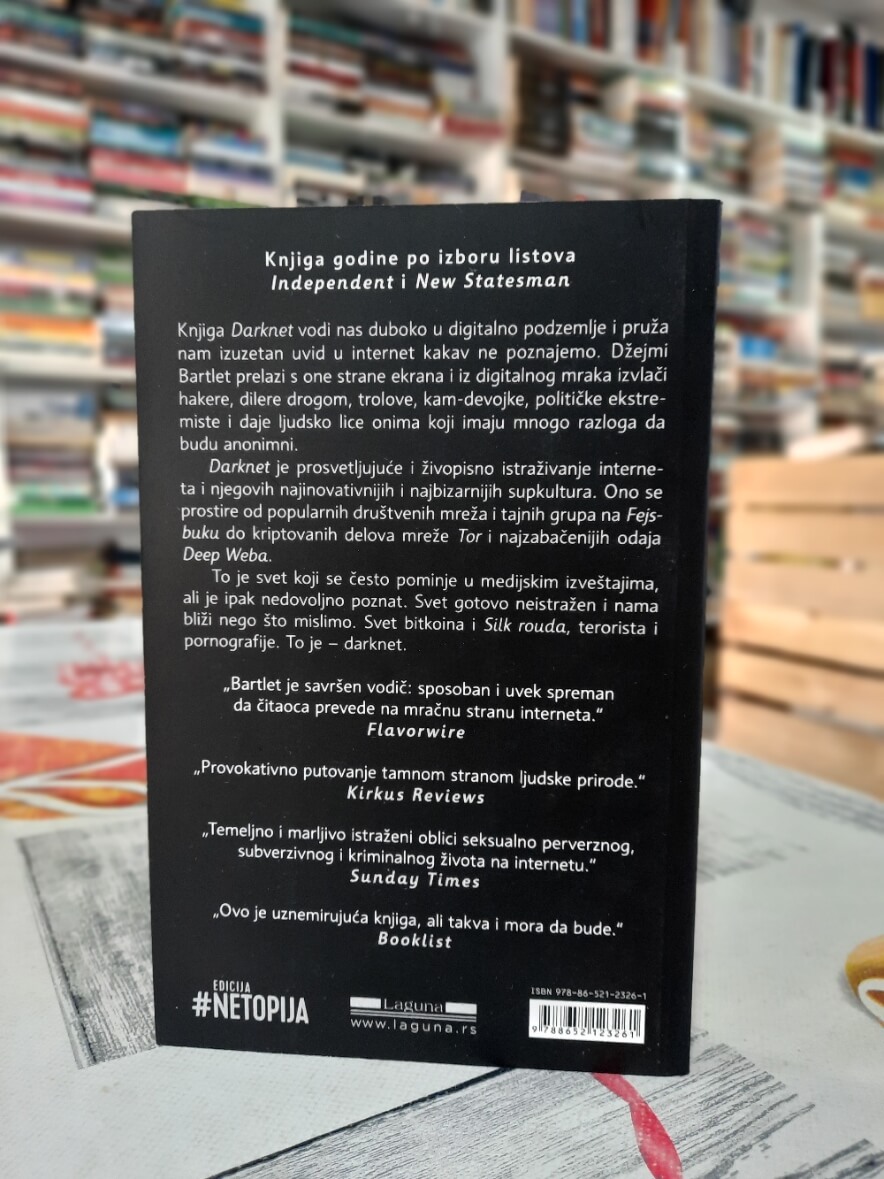 Knjiga godine po izboru listova
Independent i New Statesman
Knjiga Darknet vodi nas duboko u digitalno podzemlje i pruža
nam izuzetan uvid u internet kakav ne poznajemo. Džejmi
Bartlet prelazi s one strane ekrana i iz digitalnog mraka izvlači
hakere, dilere drogom, trolove, kam-devojke, političke ekstre-
miste i daje ljudsko lice onima koji imaju mnogo razloga da
budu anonimni.
Darknet je prosvetljujuće i živopisno istraživanje interne-
ta i njegovih najinovativnijih i najbizarnijih supkultura. Ono se
prostire od popularnih društvenih mreža i tajnih grupa na Fejs-
buku do kriptovanih delova mreže Tor i najzabačenijih odaja
Deep Weba.
To je svet koji se često pominje u medijskim izveštajima,
ali je ipak nedovoljno poznat. Svet gotovo neistražen i nama
bliži nego što mislimo. Svet bitkoina i Silk rouda, terorista i
pornografije. To je – darknet.
„Bartlet je savršen vodič: sposoban i uvek spreman
da čitaoca prevede na mračnu stranu interneta.“
Flavorwire
„Provokativno putovanje tamnom stranom ljudske prirode.“
Kirkus Reviews
„Temeljno i marljivo istraženi oblici seksualno perverznog,
subverzivnog i kriminalnog života na internetu.“
Sunday Times
„Ovo je uznemirujuća knjiga, ali takva i mora da bude.“
Booklist
EDICIJA
#NETOPIJA
Laguna
www.laguna.rs
ISBN 978-86-521-2326-1
9 788652 123261